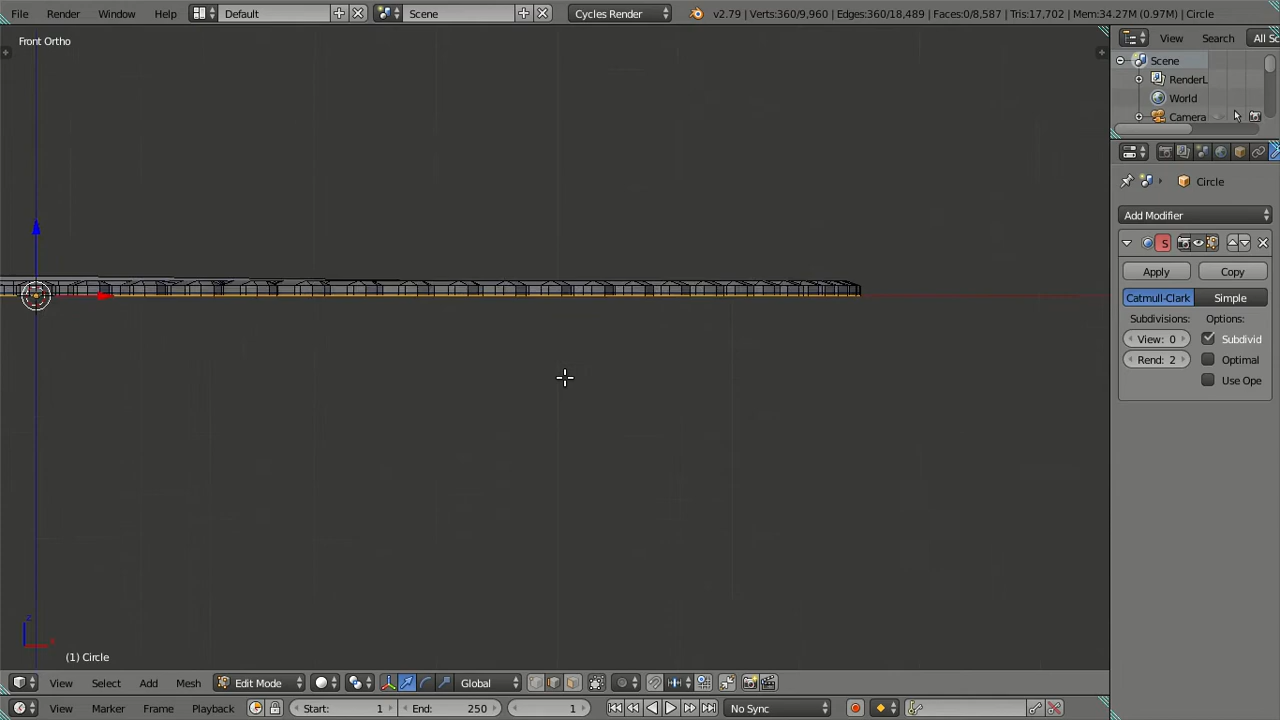 File Render Window Help Default Scene Cycles Render v2.79 | Verts:360/9,960 | Edges:360/18,489 | Faces:0/8,587 | Tris:17,702 | Mem:34.27M (0.97M) | Circle
Front Ortho
View Search All Sc
Scene
RenderL
World
Camera
Circle
Add Modifier
S
Apply Copy
Catmull-Clark Simple
Subdivisions: Options:
View: 0 Subdivid
Rend: 2 Optimal
Use Ope
z
x
(1) Circle
View Select Add Mesh Edit Mode Global
View Marker Frame Playback Start: 1 End: 250 1 No Sync